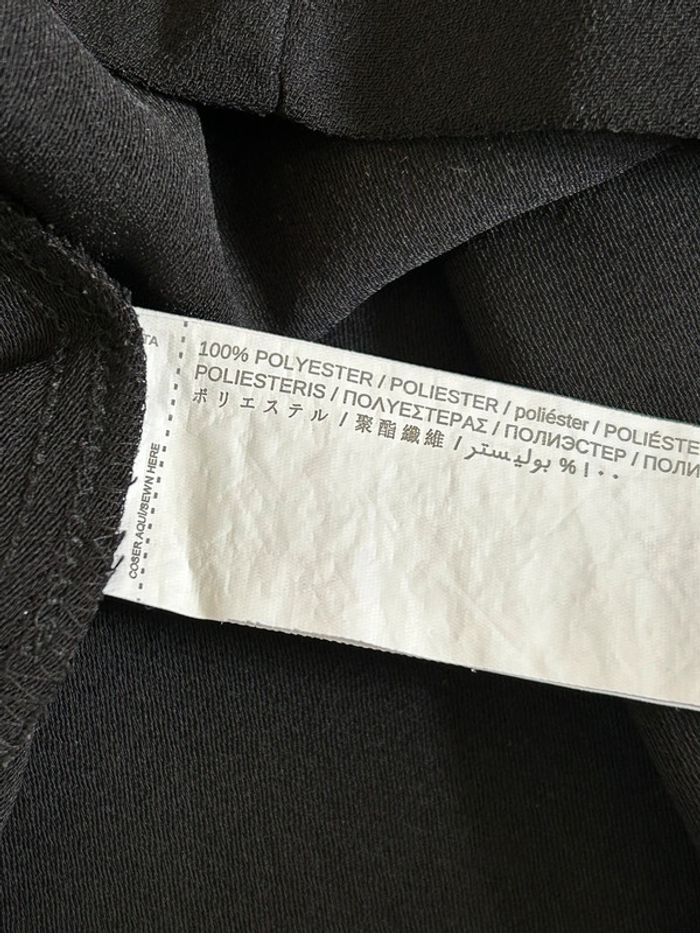 100% POLYESTER / POLIESTER / poliéster / POLIÉSTE
POLIESTERIS / ΠΟΛΥΕΣΤΕΡΑΣ / ПОЛИЭСТЕР / ПОЛИ
ポリエステル / 聚酯纖維 / بوليستر %١٠٠
COSER AQUÍ/SEWN HERE
TA